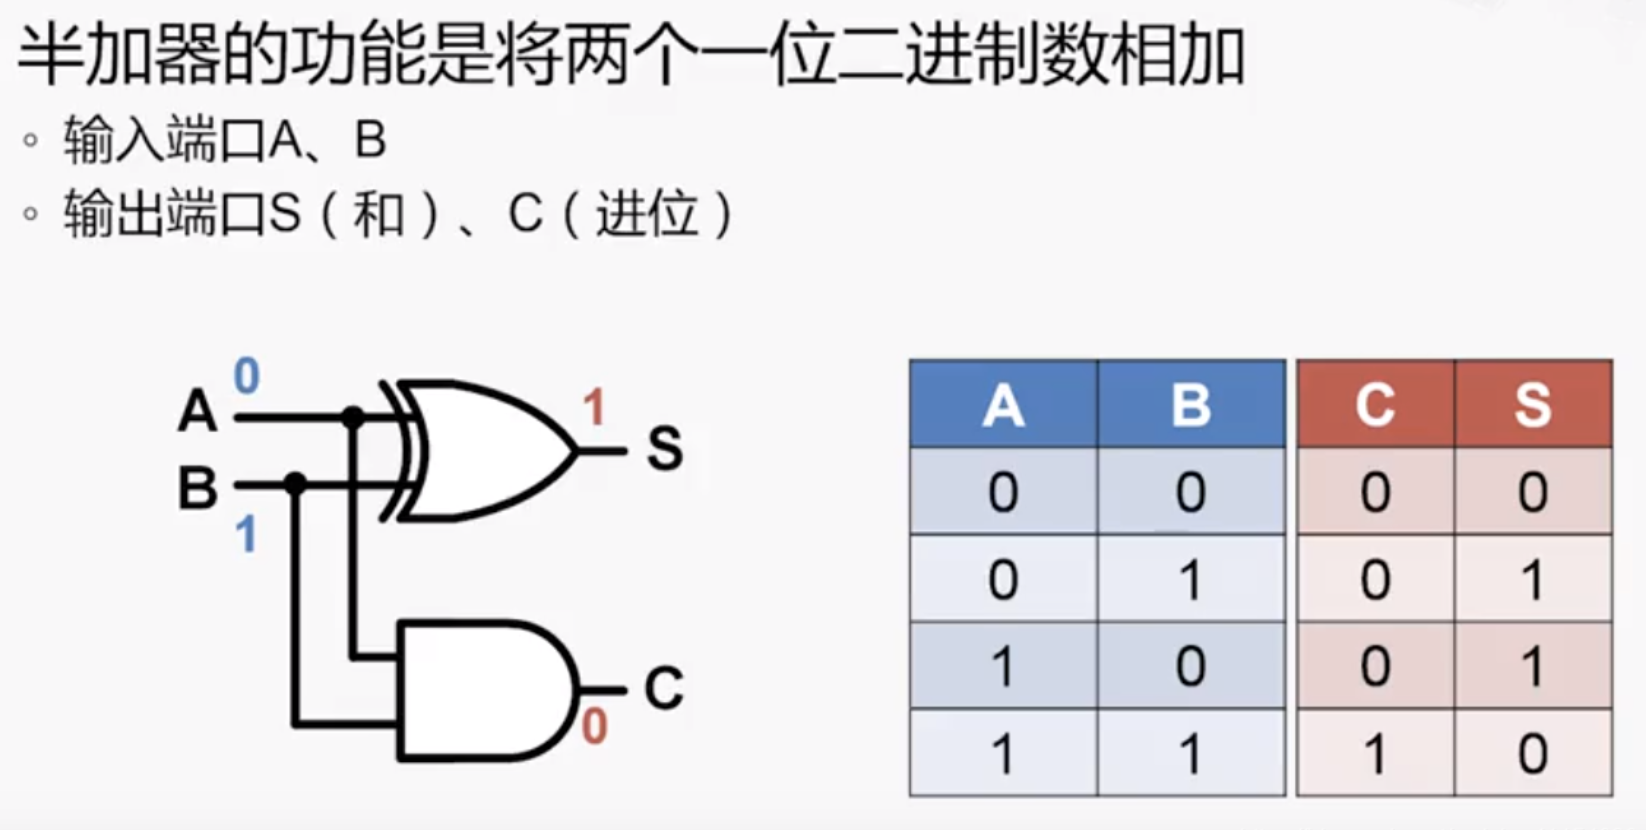 半加器的功能是将两个一位二进制数相加
◦ 输入端口A、B
◦ 输出端口S（和）、C（进位）
0
A
1
S
B
1
C
0
A B C S
0 0 0 0
0 1 0 1
1 0 0 1
1 1 1 0